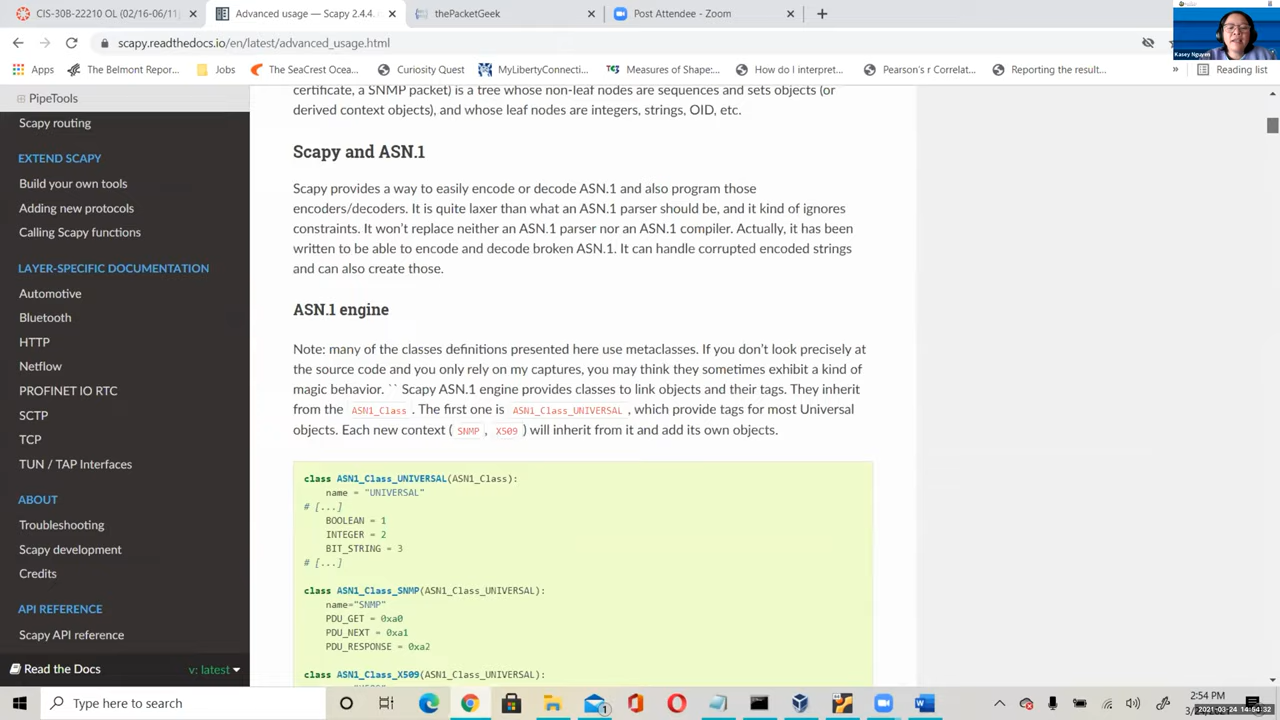 CIS-308-22210 OL (02/16-06/11)
Advanced usage — Scapy 2.4.4.
thePacketGeek
Post Attendee - Zoom
scapy.readthedocs.io/en/latest/advanced_usage.html
Kasey Nguyen
Apps
The Belmont Repor...
Jobs
The SeaCrest Ocea...
Curiosity Quest
MyLibertyConnecti...
Measures of Shape:...
How do i interpret...
Pearson's r Correlat...
Reporting the result...
»
Reading list
PipeTools
Scapy routing
EXTEND SCAPY
Build your own tools
Adding new protocols
Calling Scapy functions
LAYER-SPECIFIC DOCUMENTATION
Automotive
Bluetooth
HTTP
Netflow
PROFINET IO RTC
SCTP
TCP
TUN / TAP Interfaces
ABOUT
Troubleshooting
Scapy development
Credits
API REFERENCE
Scapy API reference
Read the Docs
v: latest
certificate, a SNMP packet) is a tree whose non-leaf nodes are sequences and sets objects (or
derived context objects), and whose leaf nodes are integers, strings, OID, etc.
Scapy and ASN.1
Scapy provides a way to easily encode or decode ASN.1 and also program those
encoders/decoders. It is quite laxer than what an ASN.1 parser should be, and it kind of ignores
constraints. It won't replace neither an ASN.1 parser nor an ASN.1 compiler. Actually, it has been
written to be able to encode and decode broken ASN.1. It can handle corrupted encoded strings
and can also create those.
ASN.1 engine
Note: many of the classes definitions presented here use metaclasses. If you don't look precisely at
the source code and you only rely on my captures, you may think they sometimes exhibit a kind of
magic behavior. `` Scapy ASN.1 engine provides classes to link objects and their tags. They inherit
from the ASN1_Class . The first one is ASN1_Class_UNIVERSAL , which provide tags for most Universal
objects. Each new context ( SNMP , X509 ) will inherit from it and add its own objects.
class ASN1_Class_UNIVERSAL(ASN1_Class):
name = "UNIVERSAL"
# [...]
BOOLEAN = 1
INTEGER = 2
BIT_STRING = 3
# [...]
class ASN1_Class_SNMP(ASN1_Class_UNIVERSAL):
name="SNMP"
PDU_GET = 0xa0
PDU_NEXT = 0xa1
PDU_RESPONSE = 0xa2
class ASN1_Class_X509(ASN1_Class_UNIVERSAL):
Type here to search
1
2:54 PM
2021-03-24 14:54:32